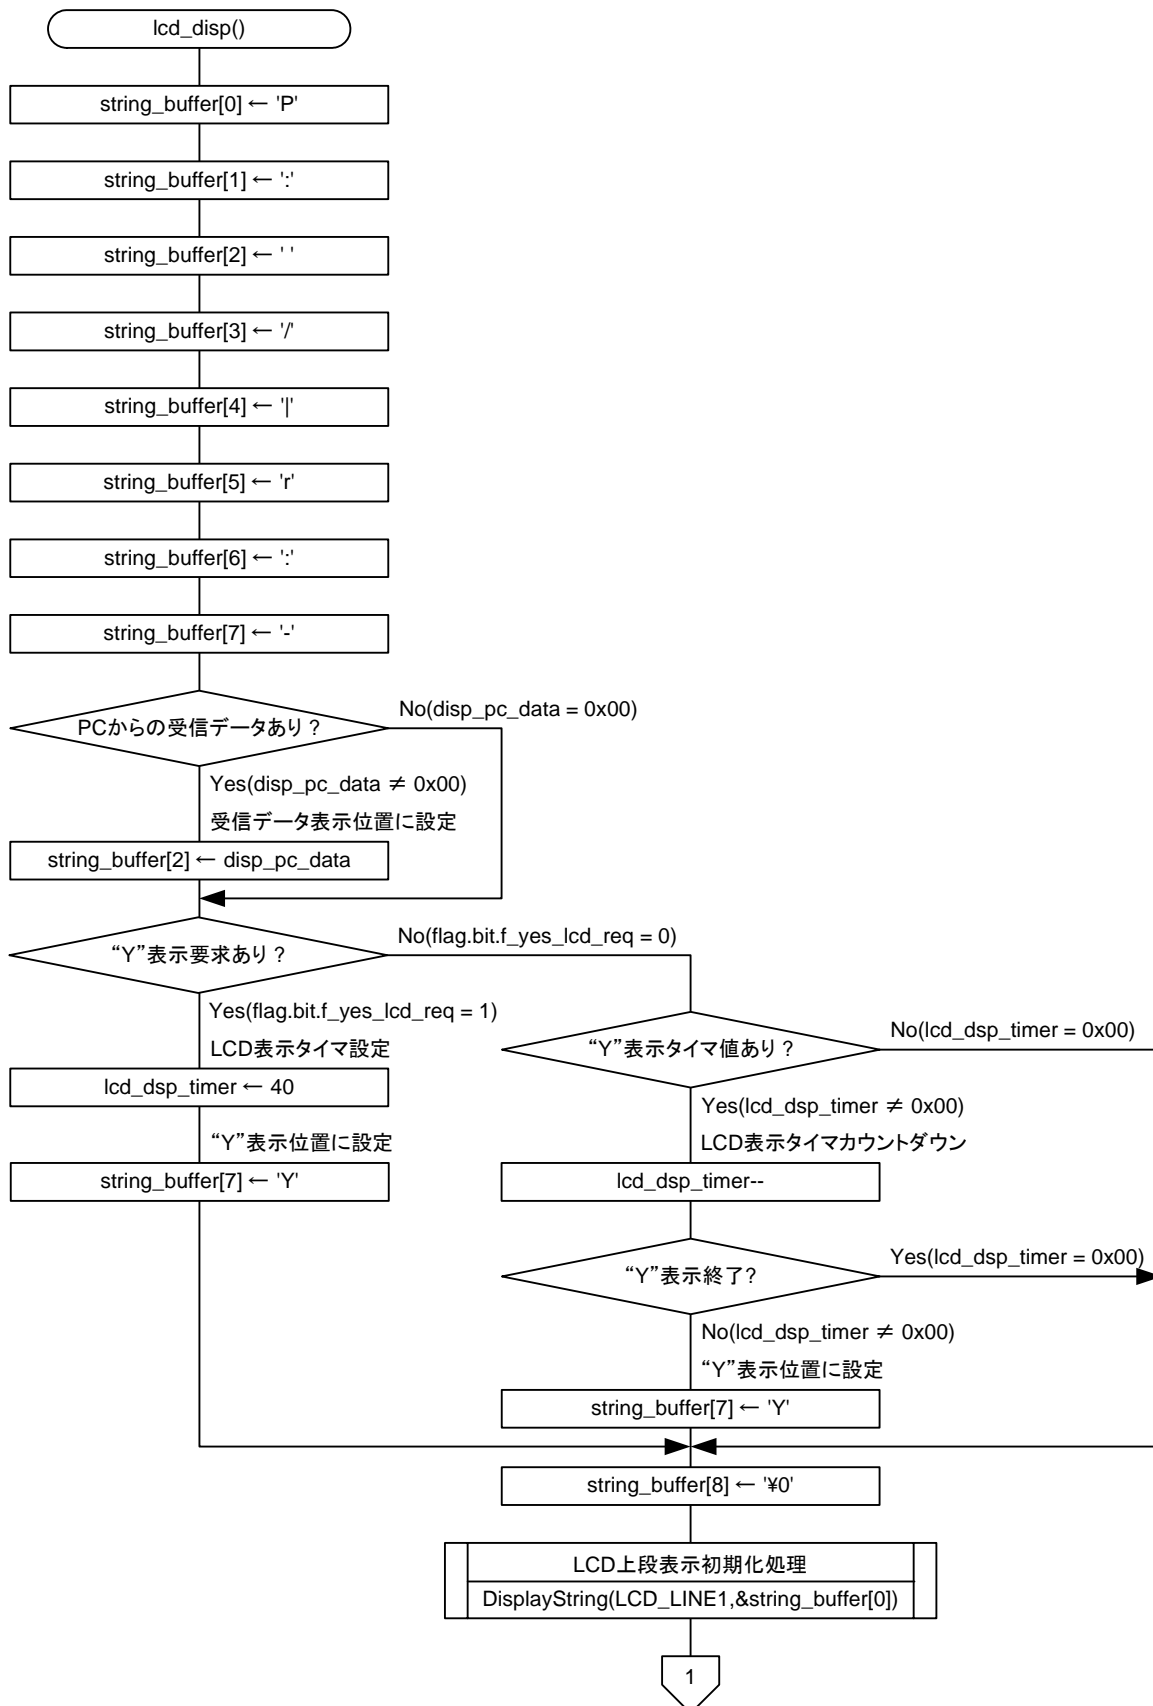 lcd_disp()
string_buffer[0] ← 'P'
string_buffer[1] ← ':'
string_buffer[2] ← ' '
string_buffer[3] ← '/'
string_buffer[4] ← '|'
string_buffer[5] ← 'r'
string_buffer[6] ← ':'
string_buffer[7] ← '-'
PCからの受信データあり?
No(disp_pc_data = 0x00)
Yes(disp_pc_data ≠ 0x00)
受信データ表示位置に設定
string_buffer[2] ← disp_pc_data
“Y”表示要求あり?
No(flag.bit.f_yes_lcd_req = 0)
Yes(flag.bit.f_yes_lcd_req = 1)
LCD表示タイマ設定
lcd_dsp_timer ← 40
“Y”表示位置に設定
string_buffer[7] ← 'Y'
“Y”表示タイマ値あり?
No(lcd_dsp_timer = 0x00)
Yes(lcd_dsp_timer ≠ 0x00)
LCD表示タイマカウントダウン
lcd_dsp_timer--
“Y”表示終了?
Yes(lcd_dsp_timer = 0x00)
No(lcd_dsp_timer ≠ 0x00)
“Y”表示位置に設定
string_buffer[7] ← 'Y'
string_buffer[8] ← '¥0'
LCD上段表示初期化処理
DisplayString(LCD_LINE1,&string_buffer[0])
1